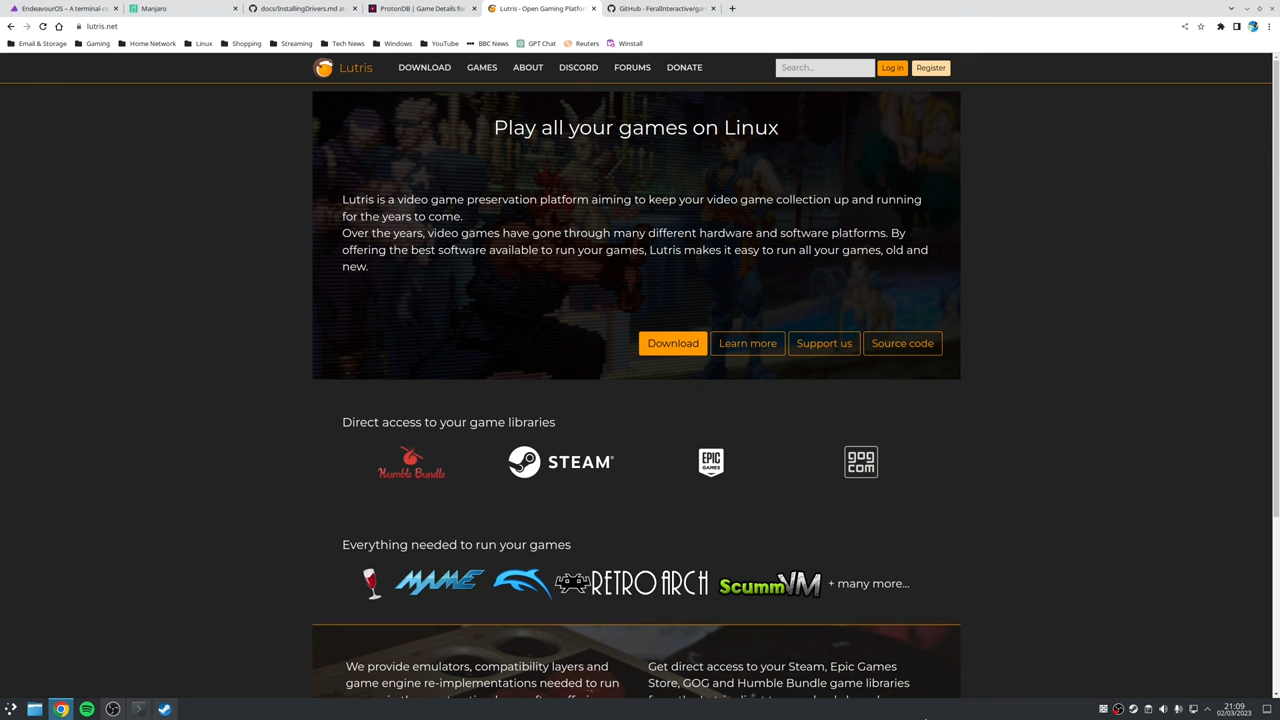 EndeavourOS – A terminal-ce
Manjaro
docs/InstallingDrivers.md at
ProtonDB | Game Details for
Lutris - Open Gaming Platfor
GitHub - FeralInteractive/gam
lutris.net
Email & Storage
Gaming
Home Network
Linux
Shopping
Streaming
Tech News
Windows
YouTube
BBC News
GPT Chat
Reuters
Winstall
Lutris
DOWNLOAD
GAMES
ABOUT
DISCORD
FORUMS
DONATE
Search...
Log in
Register
Play all your games on Linux
Lutris is a video game preservation platform aiming to keep your video game collection up and running
for the years to come.
Over the years, video games have gone through many different hardware and software platforms. By
offering the best software available to run your games, Lutris makes it easy to run all your games, old and
new.
Download
Learn more
Support us
Source code
Direct access to your game libraries
Humble Bundle
STEAM®
EPIC
GAMES
GOG
COM
Everything needed to run your games
MAME
RETROARCH
ScummVM
+ many more...
We provide emulators, compatibility layers and
game engine re-implementations needed to run
Get direct access to your Steam, Epic Games
Store, GOG and Humble Bundle game libraries
21:09
02/03/2023